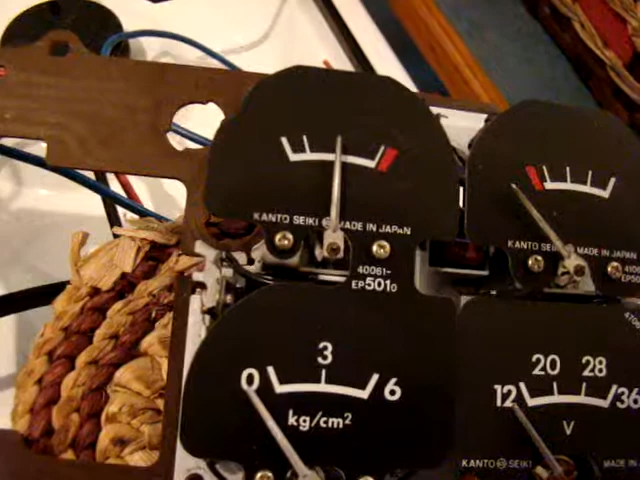 KANTO SEIKI MADE IN JAPAN
40061-
EP5010
KANTO SEIKI MADE IN JAPAN
0 3 6
kg/cm²
12 20 28 36
V
KANTO SEIKI MADE IN